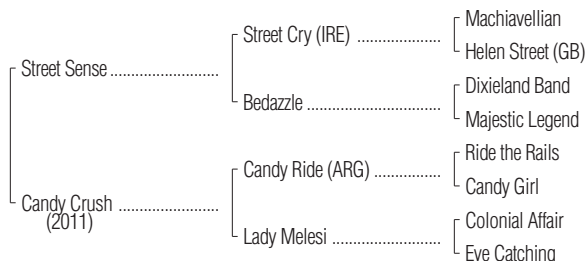 Machiavellian
Street Cry (IRE) ....................
Helen Street (GB)
Street Sense ..........................
Dixieland Band
Bedazzle ................................
Majestic Legend
Ride the Rails
Candy Ride (ARG) ................
Candy Girl
Candy Crush ........................
(2011)
Colonial Affair
Lady Melesi ..........................
Eye Catching